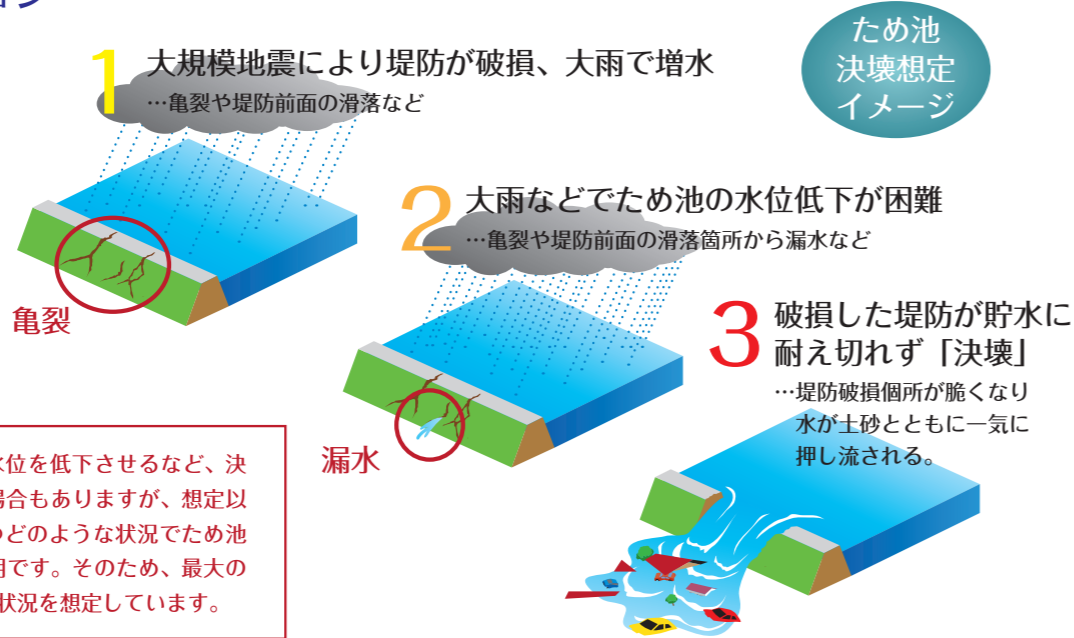 ため池
決壊想定
イメージ
1 大規模地震により堤防が破損、大雨で増水
…亀裂や堤防前面の滑落など
亀裂
2 大雨などでため池の水位低下が困難
…亀裂や堤防前面の滑落箇所から漏水など
漏水
3 破損した堤防が貯水に
耐え切れず「決壊」
…堤防破損個所が脆くなり
水が土砂とともに一気に
押し流される。
位を低下させるなど、決
場合もありますが、想定以
どのような状況でため池
です。そのため、最大の
状況を想定しています。